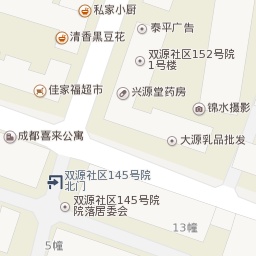 私家小厨
泰平广告
清香黑豆花
双源社区152号院
1号楼
佳家福超市
兴源堂药房
锦水摄影
成都喜来公寓
大源乳品批发
双源社区145号院
北门
双源社区145号院
院落居委会
13幢
5幢